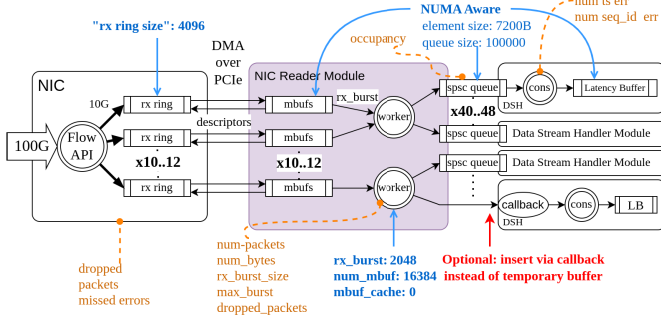 "rx ring size": 4096
NUMA Aware
element size: 7200B
queue size: 100000
num ts err
num seq_id err
occupancy
DMA
over
PCIe
NIC
NIC Reader Module
10G
rx ring
mbufs
rx_burst
worker
spsc queue
cons
Latency Buffer
DSH
x40..48
descriptors
100G
Flow
API
rx ring
mbufs
spsc queue
Data Stream Handler Module
x10..12
x10..12
spsc queue
Data Stream Handler Module
rx ring
mbufs
worker
callback
cons
LB
DSH
dropped
packets
missed errors
num-packets
num_bytes
rx_burst_size
max_burst
dropped_packets
rx_burst: 2048
num_mbuf: 16384
mbuf_cache: 0
Optional: insert via callback
instead of temporary buffer